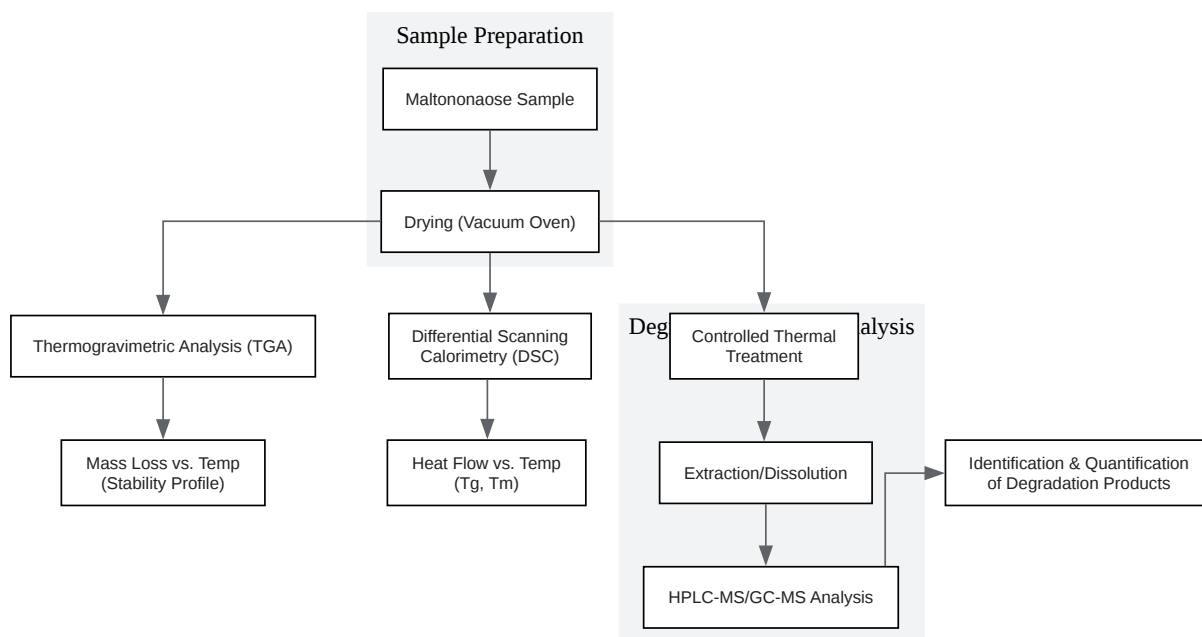 Sample Preparation
Maltononaose Sample
Drying (Vacuum Oven)
Thermogravimetric Analysis (TGA)
Differential Scanning
Calorimetry (DSC)
Controlled Thermal
Treatment
Mass Loss vs. Temp
(Stability Profile)
Heat Flow vs. Temp
(Tg, Tm)
Extraction/Dissolution
Identification & Quantification
of Degradation Products
HPLC-MS/GC-MS Analysis